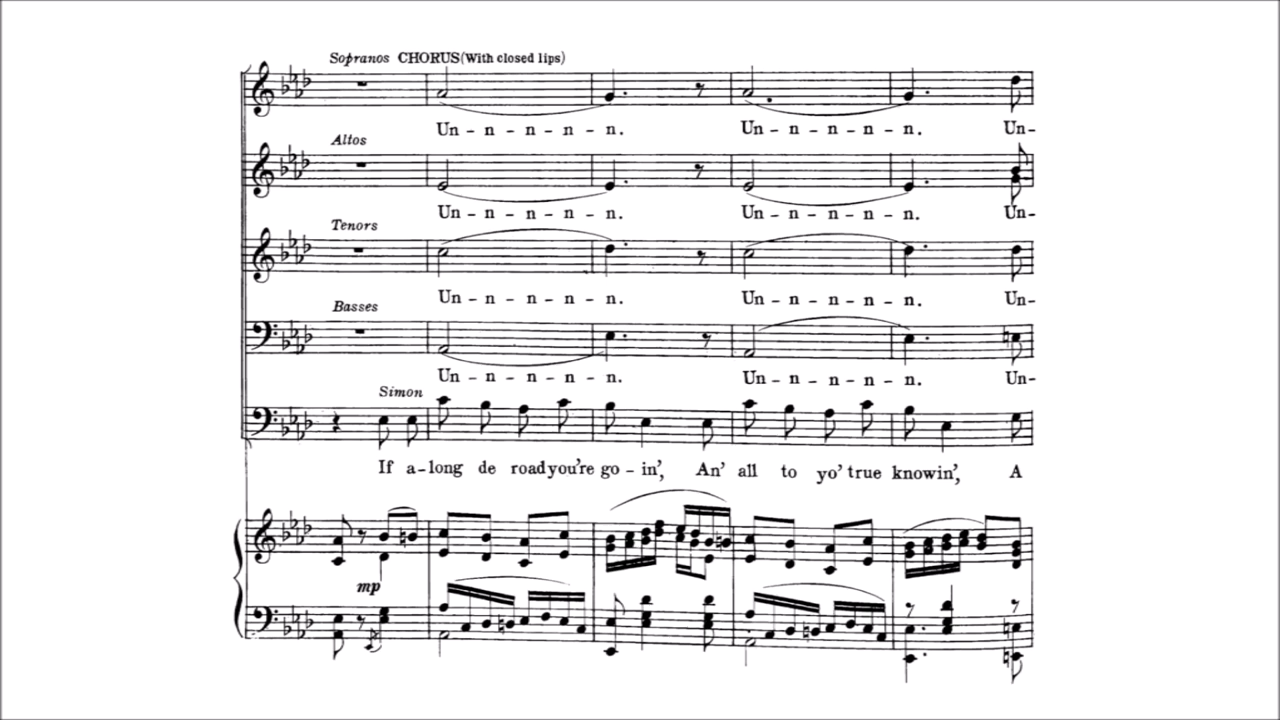 Sopranos CHORUS (With closed lips)
Un - n - n - n - n. Un - n - n - n - n. Un-
Altos
Un - n - n - n - n. Un - n - n - n - n. Un-
Tenors
Un - n - n - n - n. Un - n - n - n - n. Un-
Basses
Un - n - n - n - n. Un - n - n - n - n. Un-
Simon
If a-long de road you're go - in', An' all to yo' true knowin', A
mp